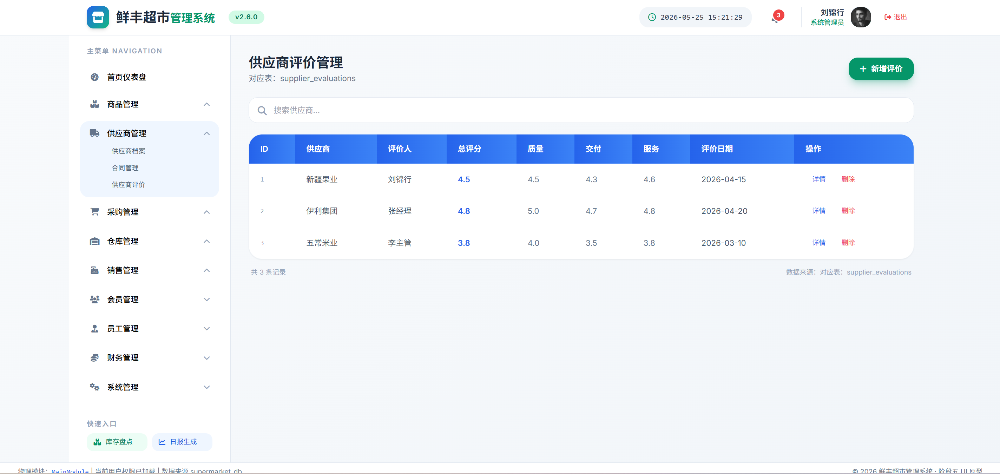 鲜丰超市管理系统 v2.6.0 2026-05-25 15:21:29 3 刘锦行 退出
系统管理员
主菜单 NAVIGATION
首页仪表盘
商品管理
供应商管理
供应商档案
合同管理
供应商评价
采购管理
仓库管理
销售管理
会员管理
员工管理
财务管理
系统管理
快速入口
库存盘点 日报生成
供应商评价管理
对应表：supplier_evaluations
新增评价
搜索供应商...
ID 供应商 评价人 总评分 质量 交付 服务 评价日期 操作
1 新疆果业 刘锦行 4.5 4.5 4.3 4.6 2026-04-15 详情 删除
2 伊利集团 张经理 4.8 5.0 4.7 4.8 2026-04-20 详情 删除
3 五常米业 李主管 3.8 4.0 3.5 3.8 2026-03-10 详情 删除
共 3 条记录 数据来源：对应表：supplier_evaluations
物理模块：MainModule | 当前用户权限已加载 | 数据来源 supermarket_db © 2026 鲜丰超市管理系统 · 阶段五 UI 原型